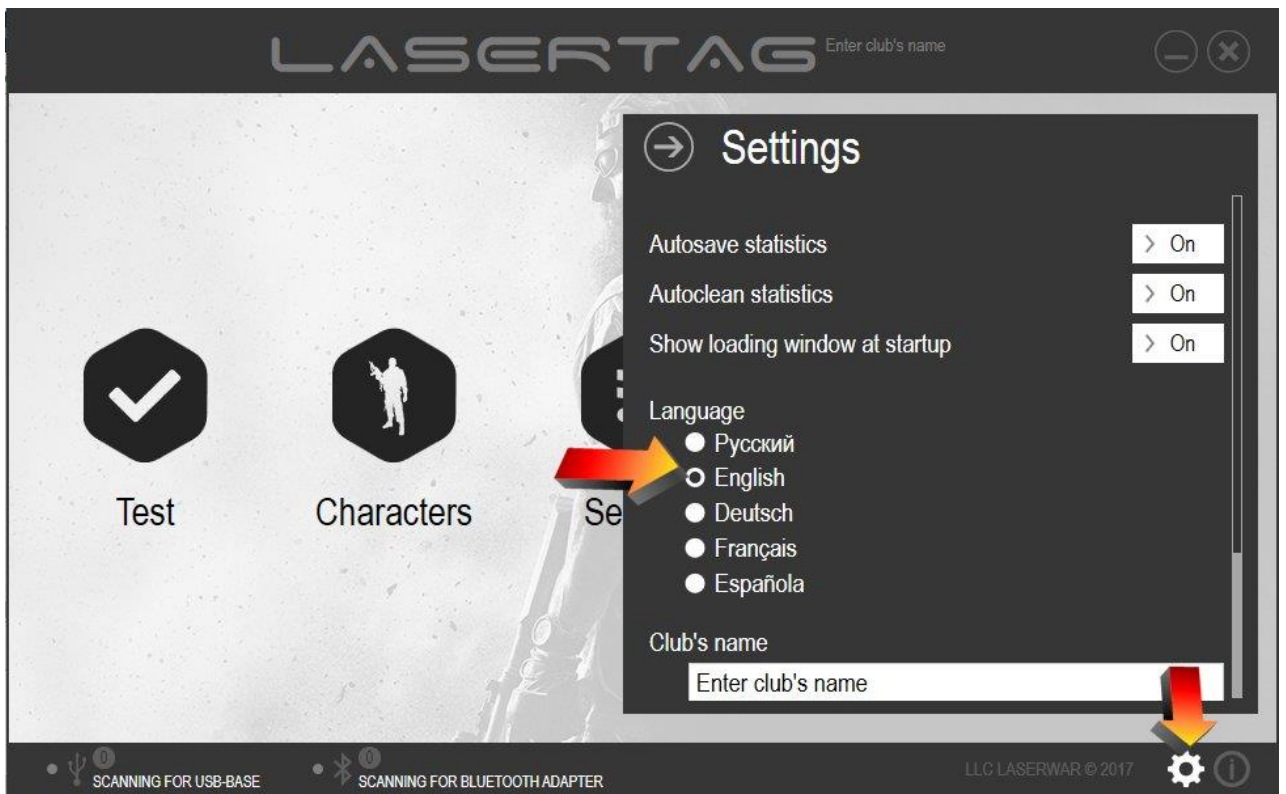 LASERTAG Enter club's name
Settings
Autosave statistics > On
Autoclean statistics > On
Show loading window at startup > On
Language
Русский
English
Deutsch
Français
Española
Test Characters Se
Club's name
Enter club's name
0 0
SCANNING FOR USB-BASE SCANNING FOR BLUETOOTH ADAPTER LLC LASERWAR © 2017